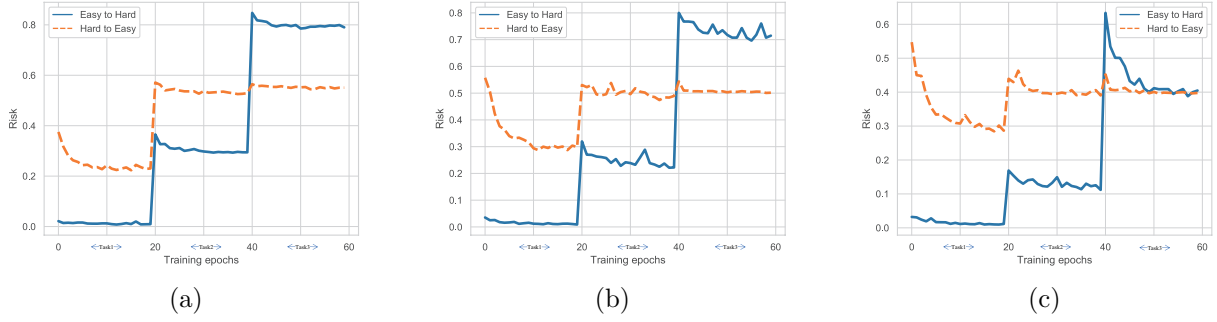 Easy to Hard
Hard to Easy
Risk
0.8
0.6
0.4
0.2
0.0
0
20
40
60
Task1
Task2
Task3
Training epochs
(a)
Easy to Hard
Hard to Easy
Risk
0.8
0.7
0.6
0.5
0.4
0.3
0.2
0.1
0.0
0
20
40
60
Task1
Task2
Task3
Training epochs
(b)
Easy to Hard
Hard to Easy
Risk
0.6
0.5
0.4
0.3
0.2
0.1
0.0
0
20
40
60
Task1
Task2
Task3
Training epochs
(c)